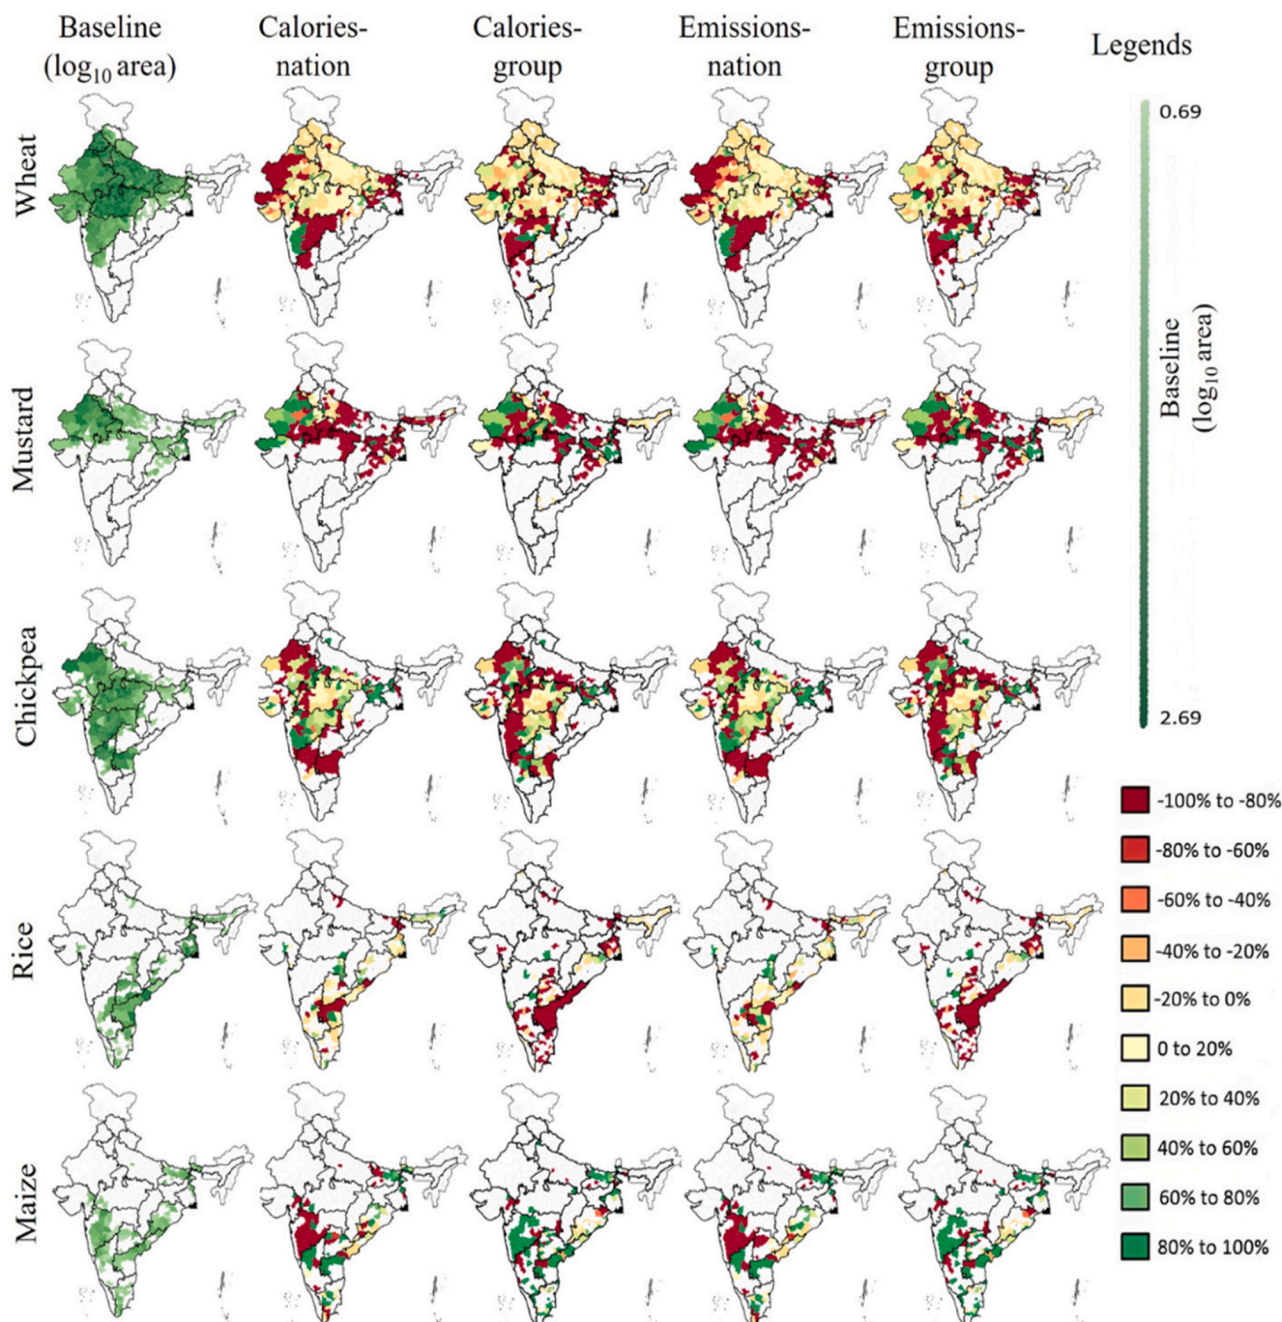 Baseline
(log10 area)
Calories-
nation
Calories-
group
Emissions-
nation
Emissions-
group
Legends
Wheat
Mustard
Chickpea
Rice
Maize
0.69
Baseline
(log10 area)
2.69
-100% to -80%
-80% to -60%
-60% to -40%
-40% to -20%
-20% to 0%
0 to 20%
20% to 40%
40% to 60%
60% to 80%
80% to 100%